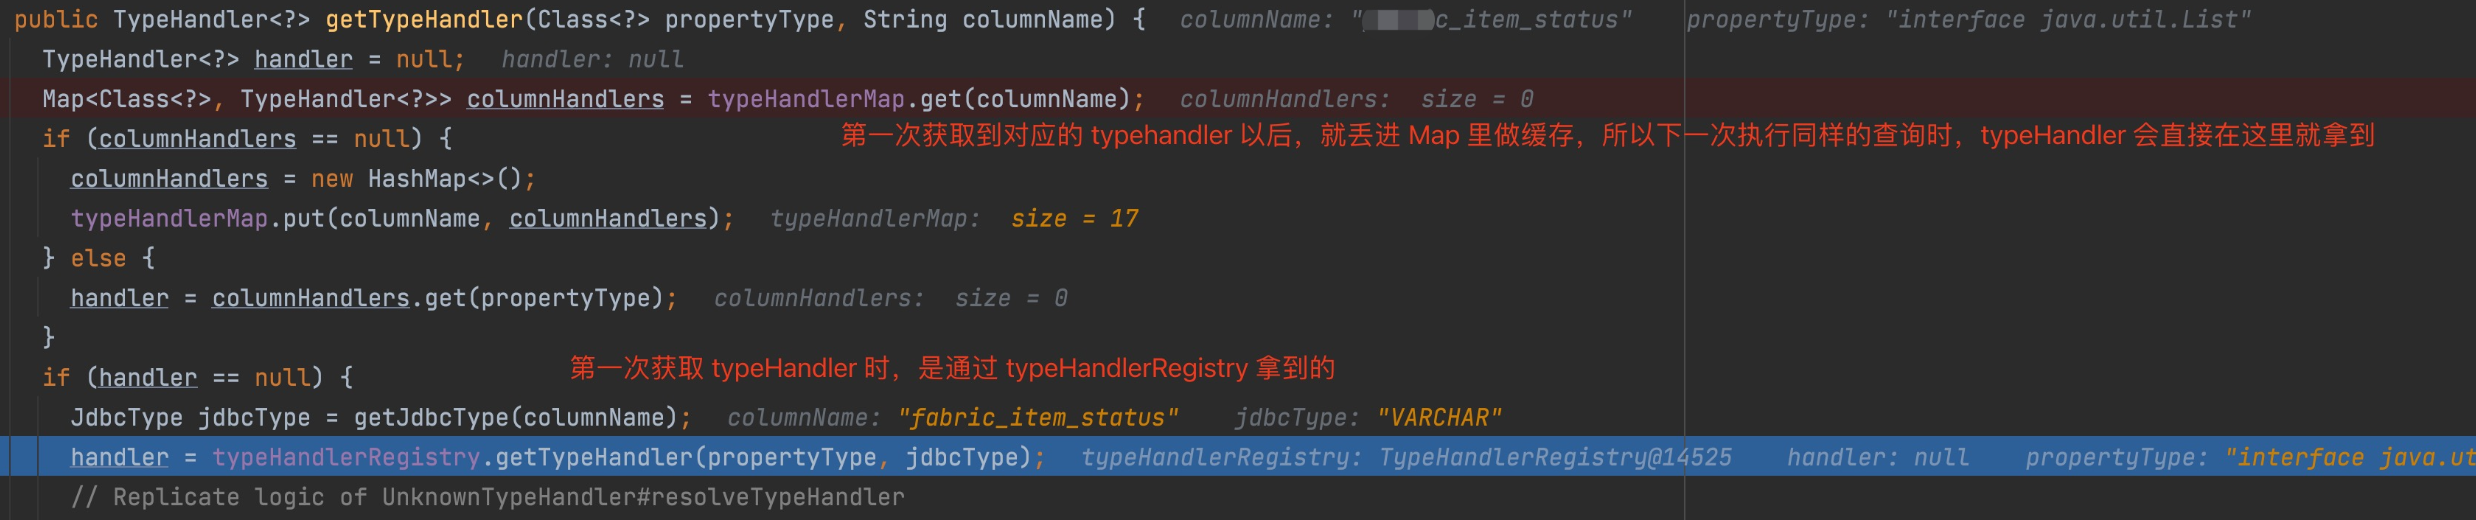 public TypeHandler<?> getTypeHandler(Class<?> propertyType, String columnName) { columnName: "c_item_status" propertyType: "interface java.util.List"
TypeHandler<?> handler = null; handler: null
Map<Class<?>, TypeHandler<?>> columnHandlers = typeHandlerMap.get(columnName); columnHandlers: size = 0
if (columnHandlers == null) { 第一次获取到对应的 typehandler 以后，就丢进 Map 里做缓存，所以下一次执行同样的查询时，typeHandler 会直接在这里就拿到
columnHandlers = new HashMap<>();
typeHandlerMap.put(columnName, columnHandlers); typeHandlerMap: size = 17
} else {
handler = columnHandlers.get(propertyType); columnHandlers: size = 0
}
第一次获取 typeHandler 时，是通过 typeHandlerRegistry 拿到的
if (handler == null) {
JdbcType jdbcType = getJdbcType(columnName); columnName: "fabric_item_status" jdbcType: "VARCHAR"
handler = typeHandlerRegistry.getTypeHandler(propertyType, jdbcType); typeHandlerRegistry: TypeHandlerRegistry@14525 handler: null propertyType: "interface java.ut
// Replicate logic of UnknownTypeHandler#resolveTypeHandler